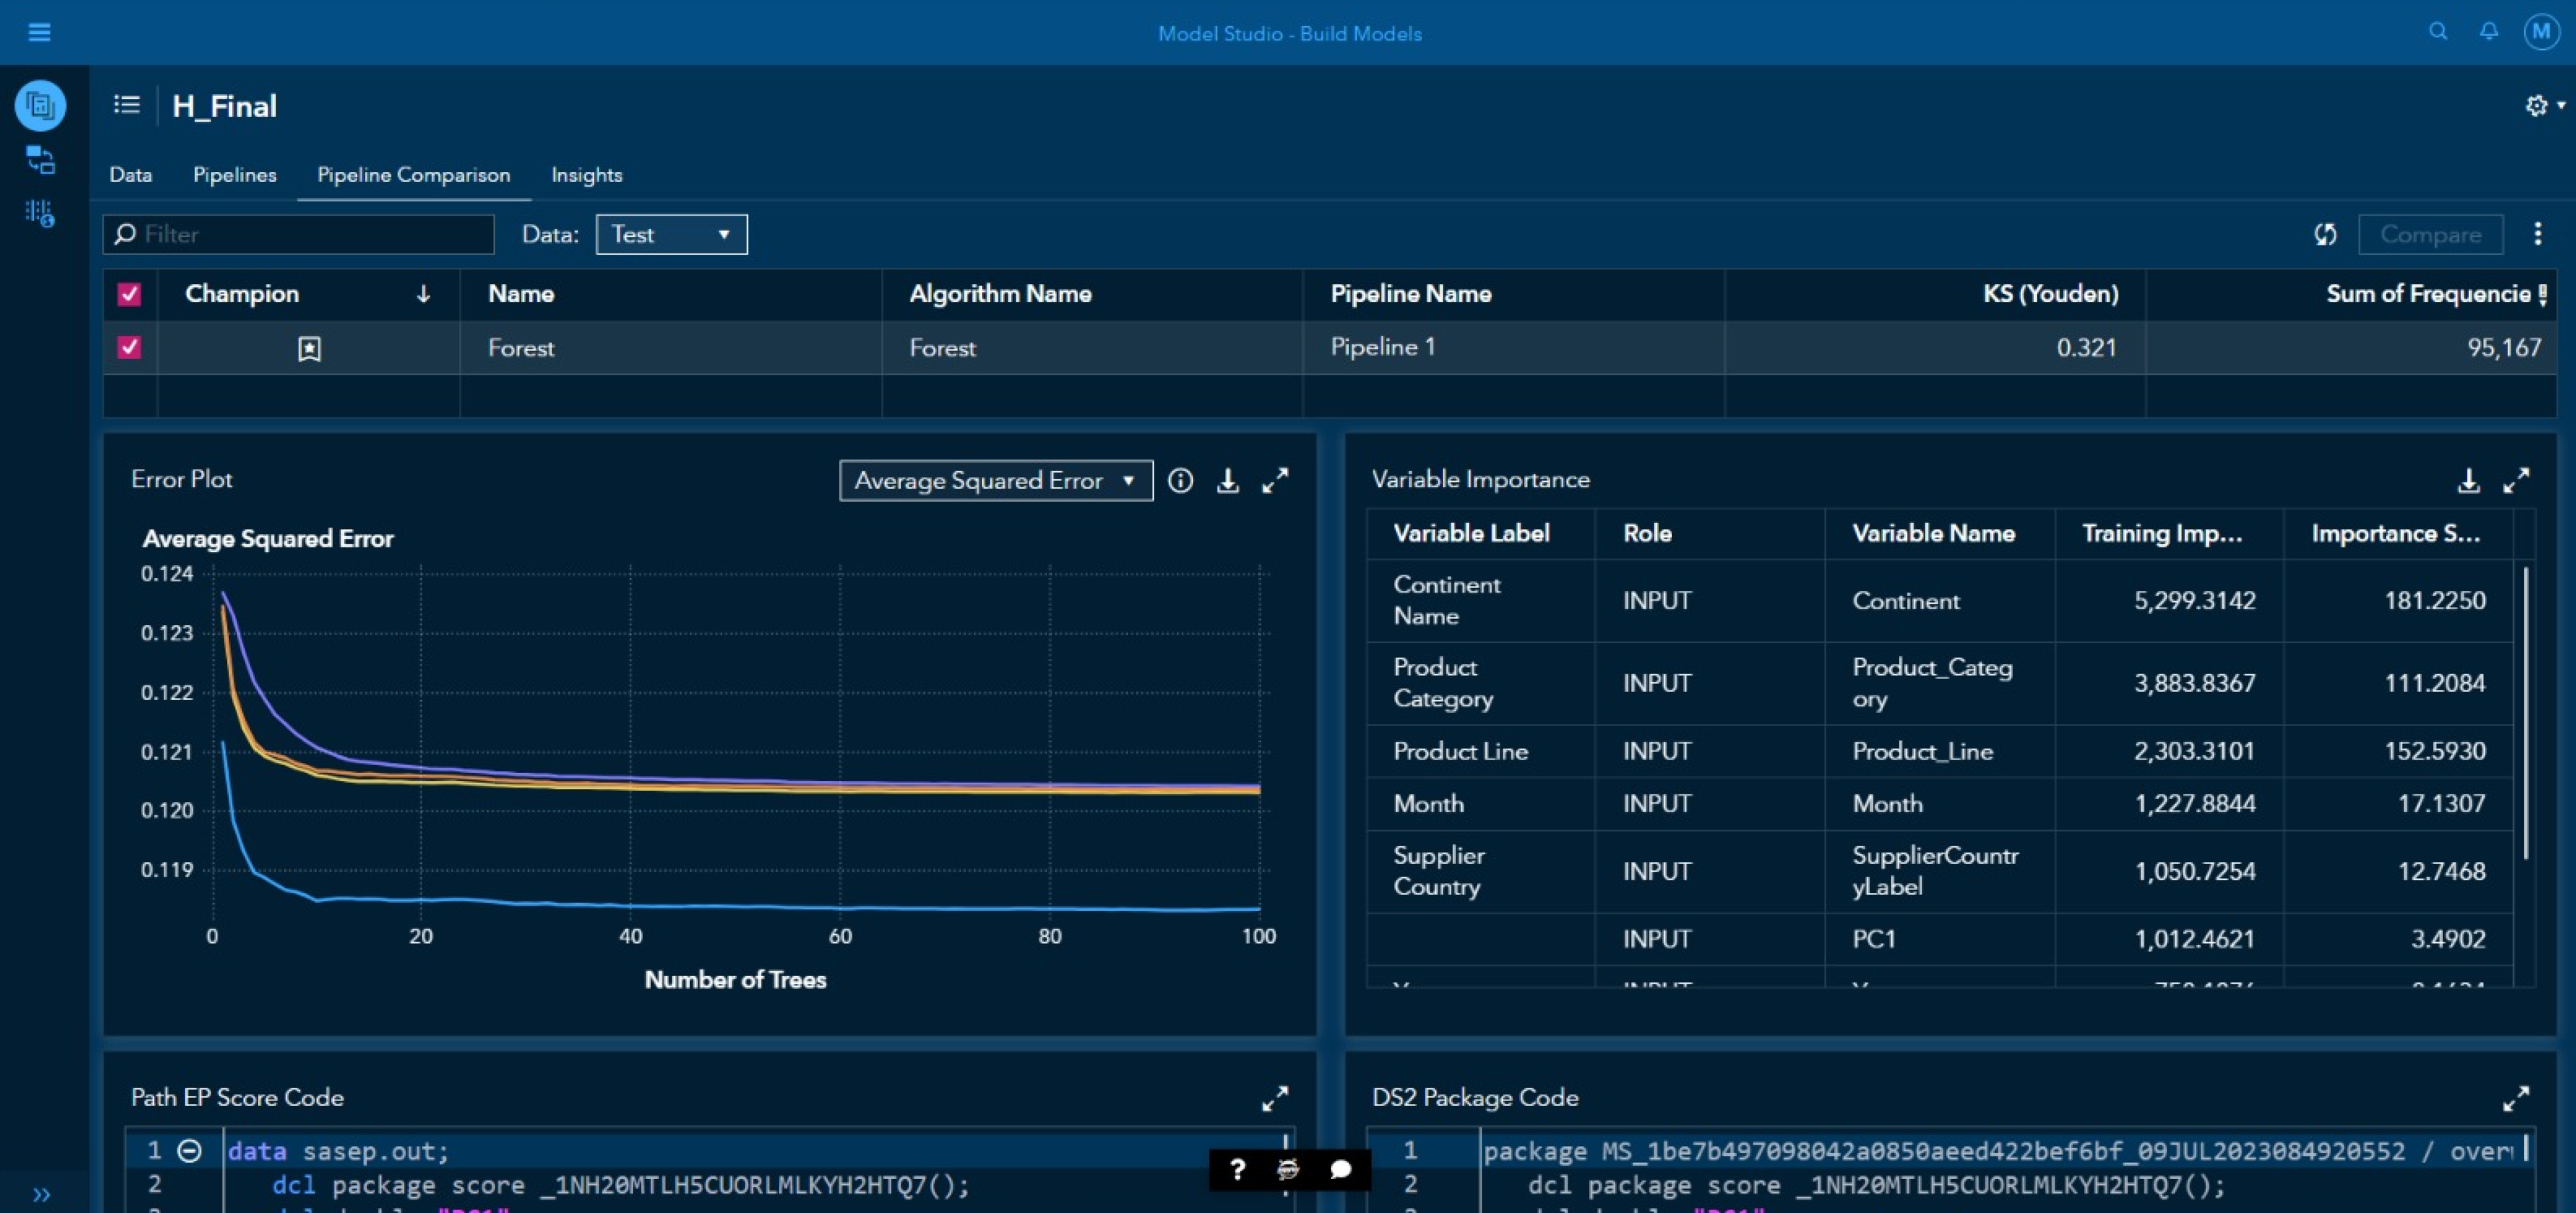 Model Studio - Build Models
M
H_Final
Data Pipelines Pipeline Comparison Insights
Filter Data: Test Compare
Champion Name Algorithm Name Pipeline Name KS (Youden) Sum of Frequencie
Forest Forest Pipeline 1 0.321 95,167
Error Plot Average Squared Error
Average Squared Error
0.124
0.123
0.122
0.121
0.120
0.119
0 20 40 60 80 100
Number of Trees
Variable Importance
Variable Label Role Variable Name Training Imp... Importance S...
Continent
Name INPUT Continent 5,299.3142 181.2250
Product
Category INPUT Product_Categ
ory 3,883.8367 111.2084
Product Line INPUT Product_Line 2,303.3101 152.5930
Month INPUT Month 1,227.8844 17.1307
Supplier
Country INPUT SupplierCountr
yLabel 1,050.7254 12.7468
INPUT PC1 1,012.4621 3.4902
Path EP Score Code
1 data sasep.out;
2 dcl package score _1NH20MTLH5CUORLMLKYH2HTQ7();
?
DS2 Package Code
1 package MS_1be7b497098042a0850aeed422bef6bf_09JUL2023084920552 /
2 dcl package score _1NH20MTLH5CUORLMLKYH2HTQ7();